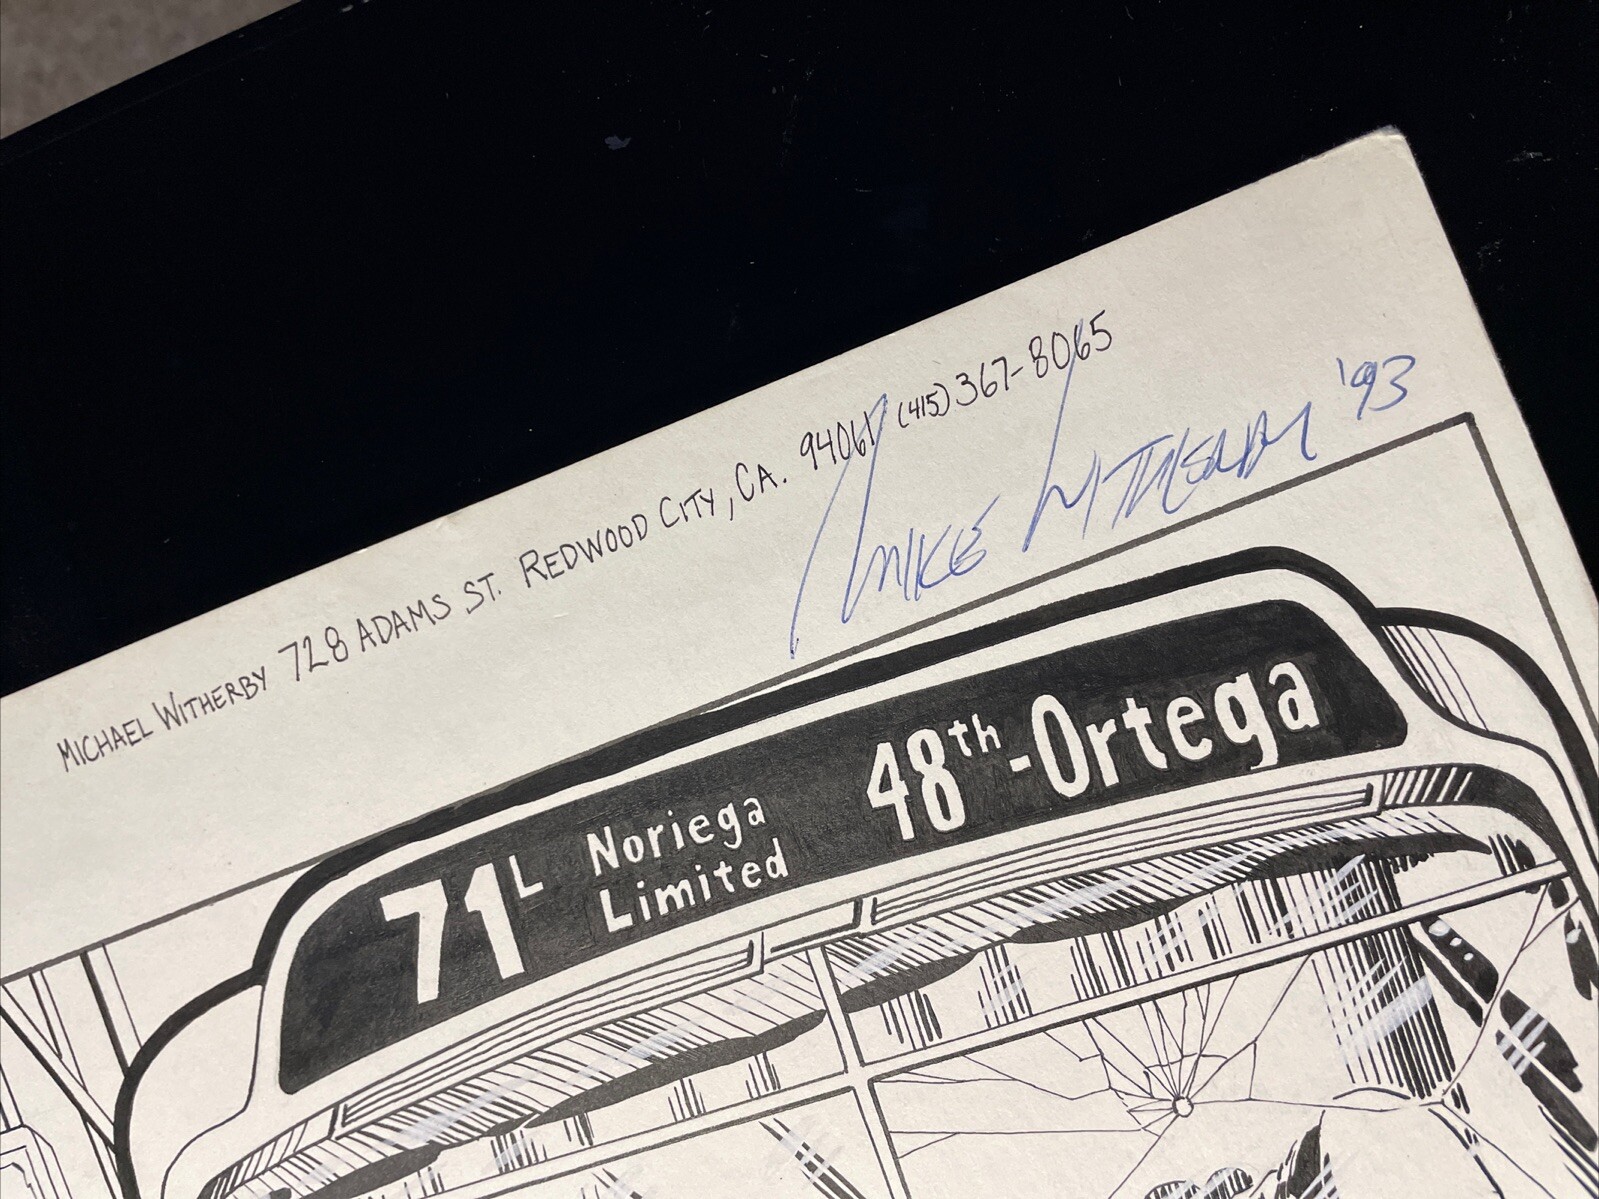 MICHAEL WITHERBY 728 ADAMS ST. REDWOOD CITY, CA. 94061 (415) 367-8065
MIKE WITHERBY '93
71L Noriega Limited 48th-Ortega